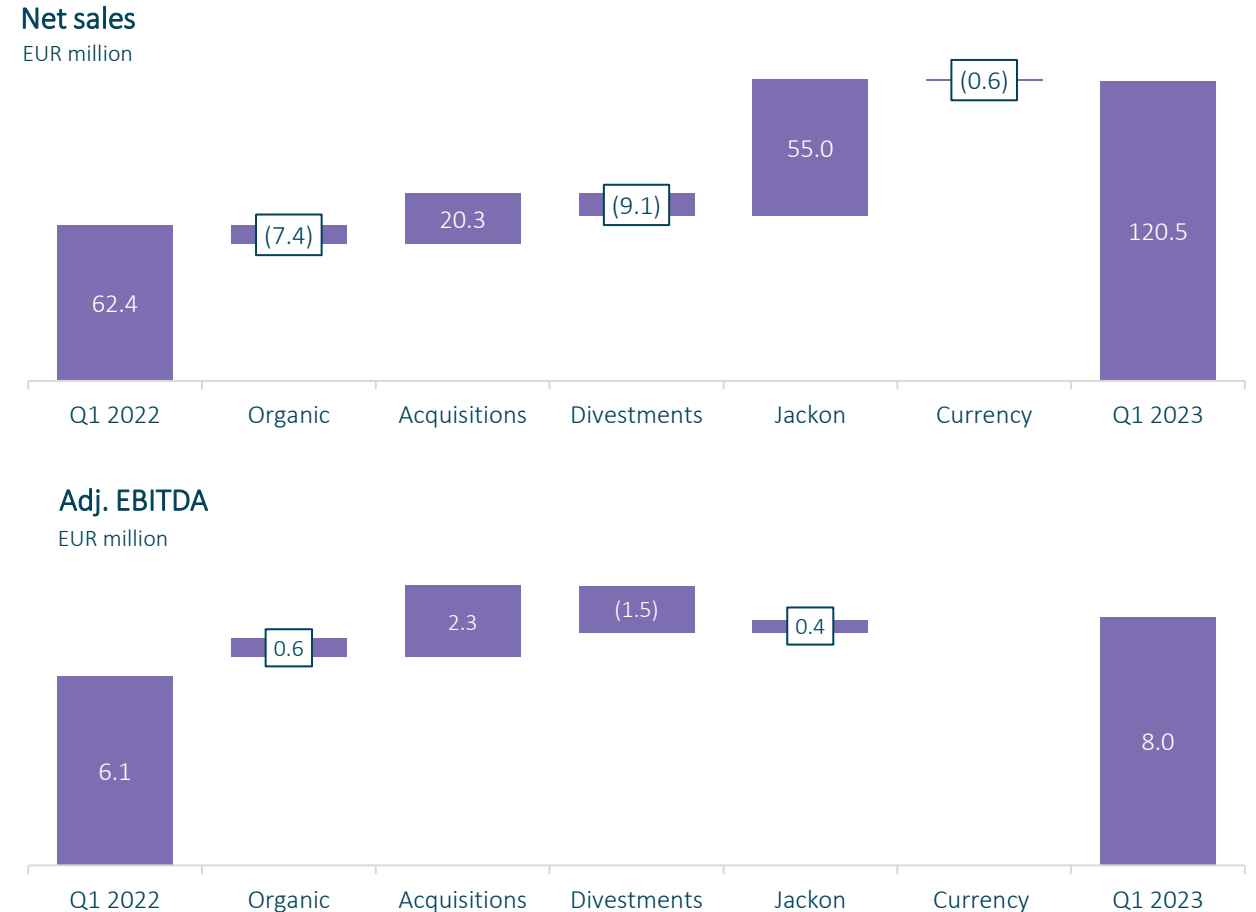 Net sales
EUR million
62.4
(7.4)
20.3
(9.1)
55.0
(0.6)
120.5
Q1 2022
Organic
Acquisitions
Divestments
Jackon
Currency
Q1 2023
Adj. EBITDA
EUR million
6.1
0.6
2.3
(1.5)
0.4
8.0
Q1 2022
Organic
Acquisitions
Divestments
Jackon
Currency
Q1 2023